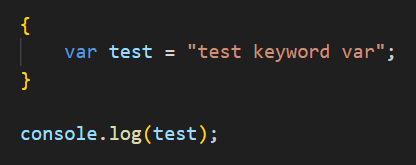 {
    var test = "test keyword var";
}
console.log(test);